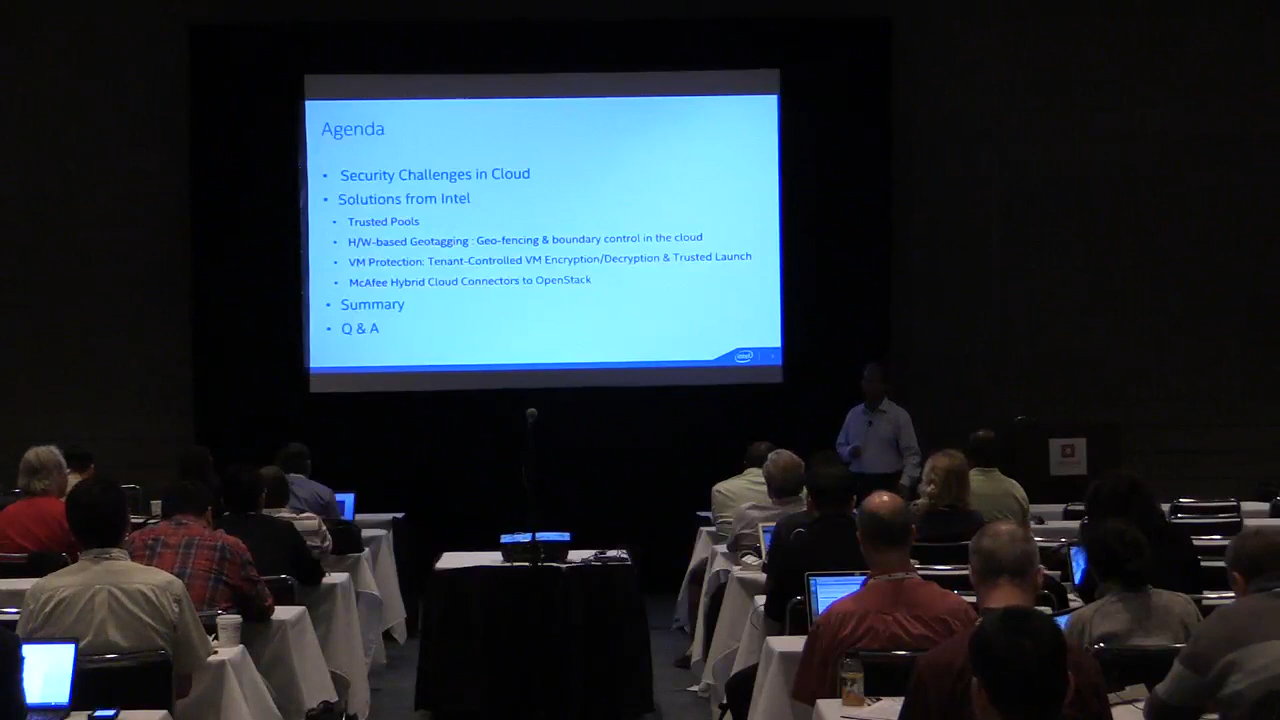 Agenda
• Security Challenges in Cloud
• Solutions from Intel
• Trusted Pools
• H/W-based Geotagging : Geo-fencing & boundary control in the cloud
• VM Protection: Tenant-Controlled VM Encryption/Decryption & Trusted Launch
• McAfee Hybrid Cloud Connectors to OpenStack
• Summary
• Q & A
intel